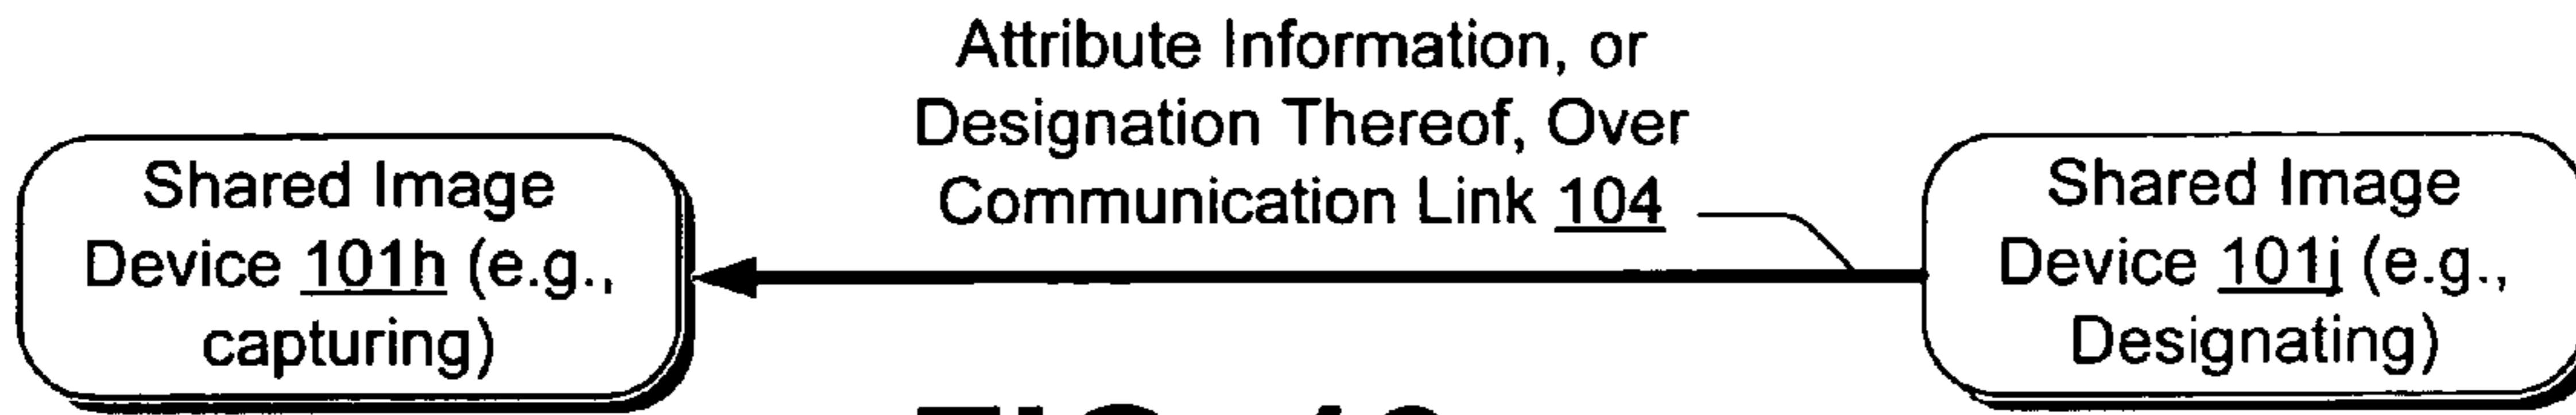 Attribute Information, or
Designation Thereof, Over
Communication Link 104
Shared Image
Device 101h (e.g.,
capturing)
Shared Image
Device 101j (e.g.,
Designating)